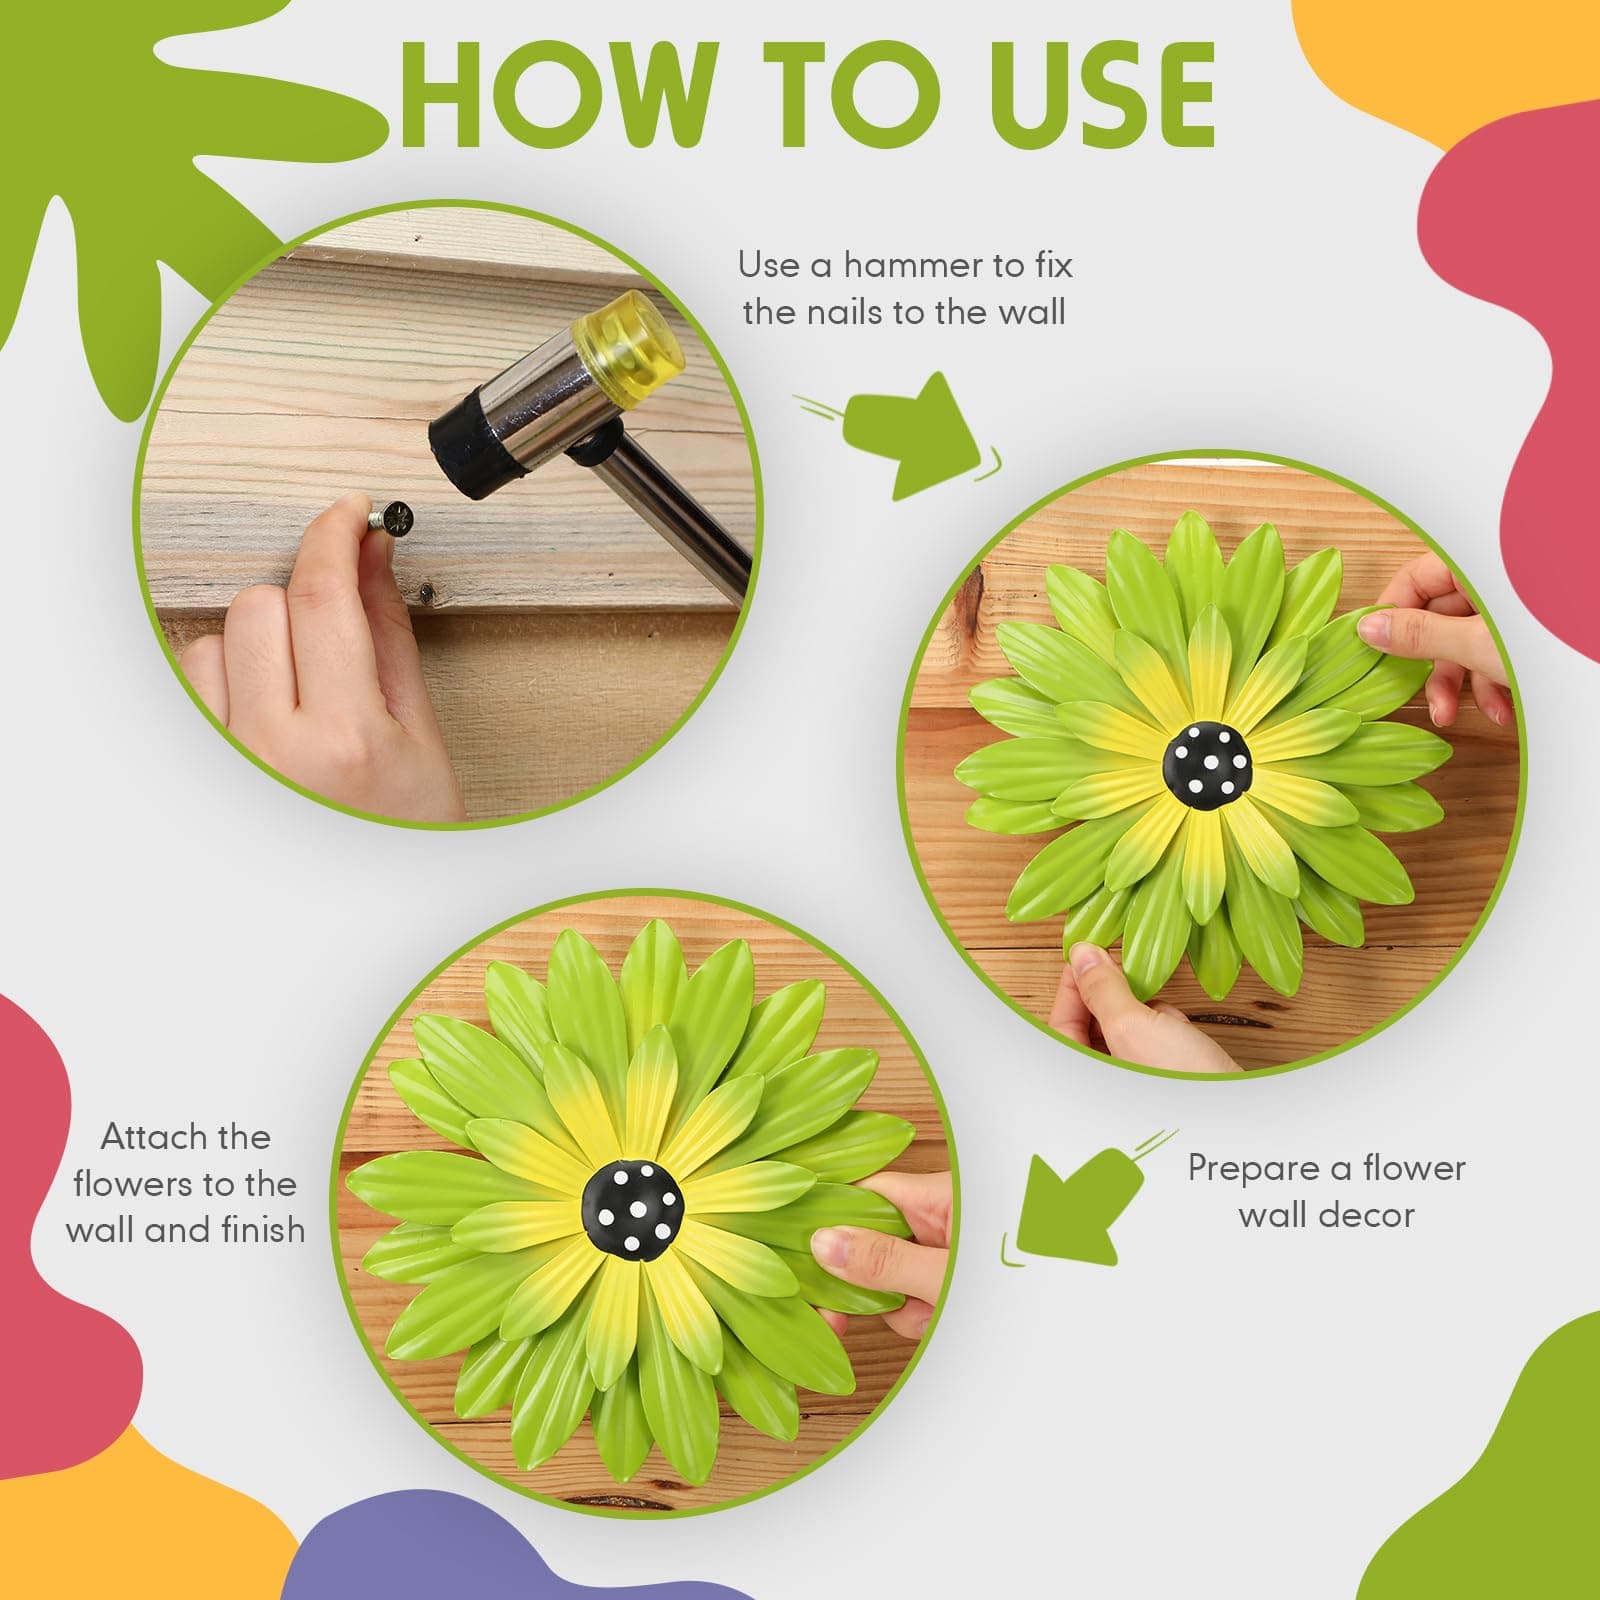 HOW TO USE
Use a hammer to fix
the nails to the wall
Prepare a flower
wall decor
Attach the
flowers to the
wall and finish